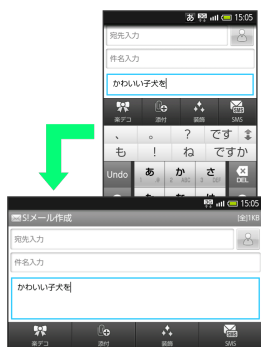 あ 15:05
宛先入力
件名入力
かわいい子犬を
楽デコ 添付 装飾 SMS
、 。 ? です
も ! ね ですか
Undo あ か さ DEL
15:05
S!メール作成 [全]1KB
宛先入力
件名入力
かわいい子犬を
楽デコ 添付 装飾 SMS